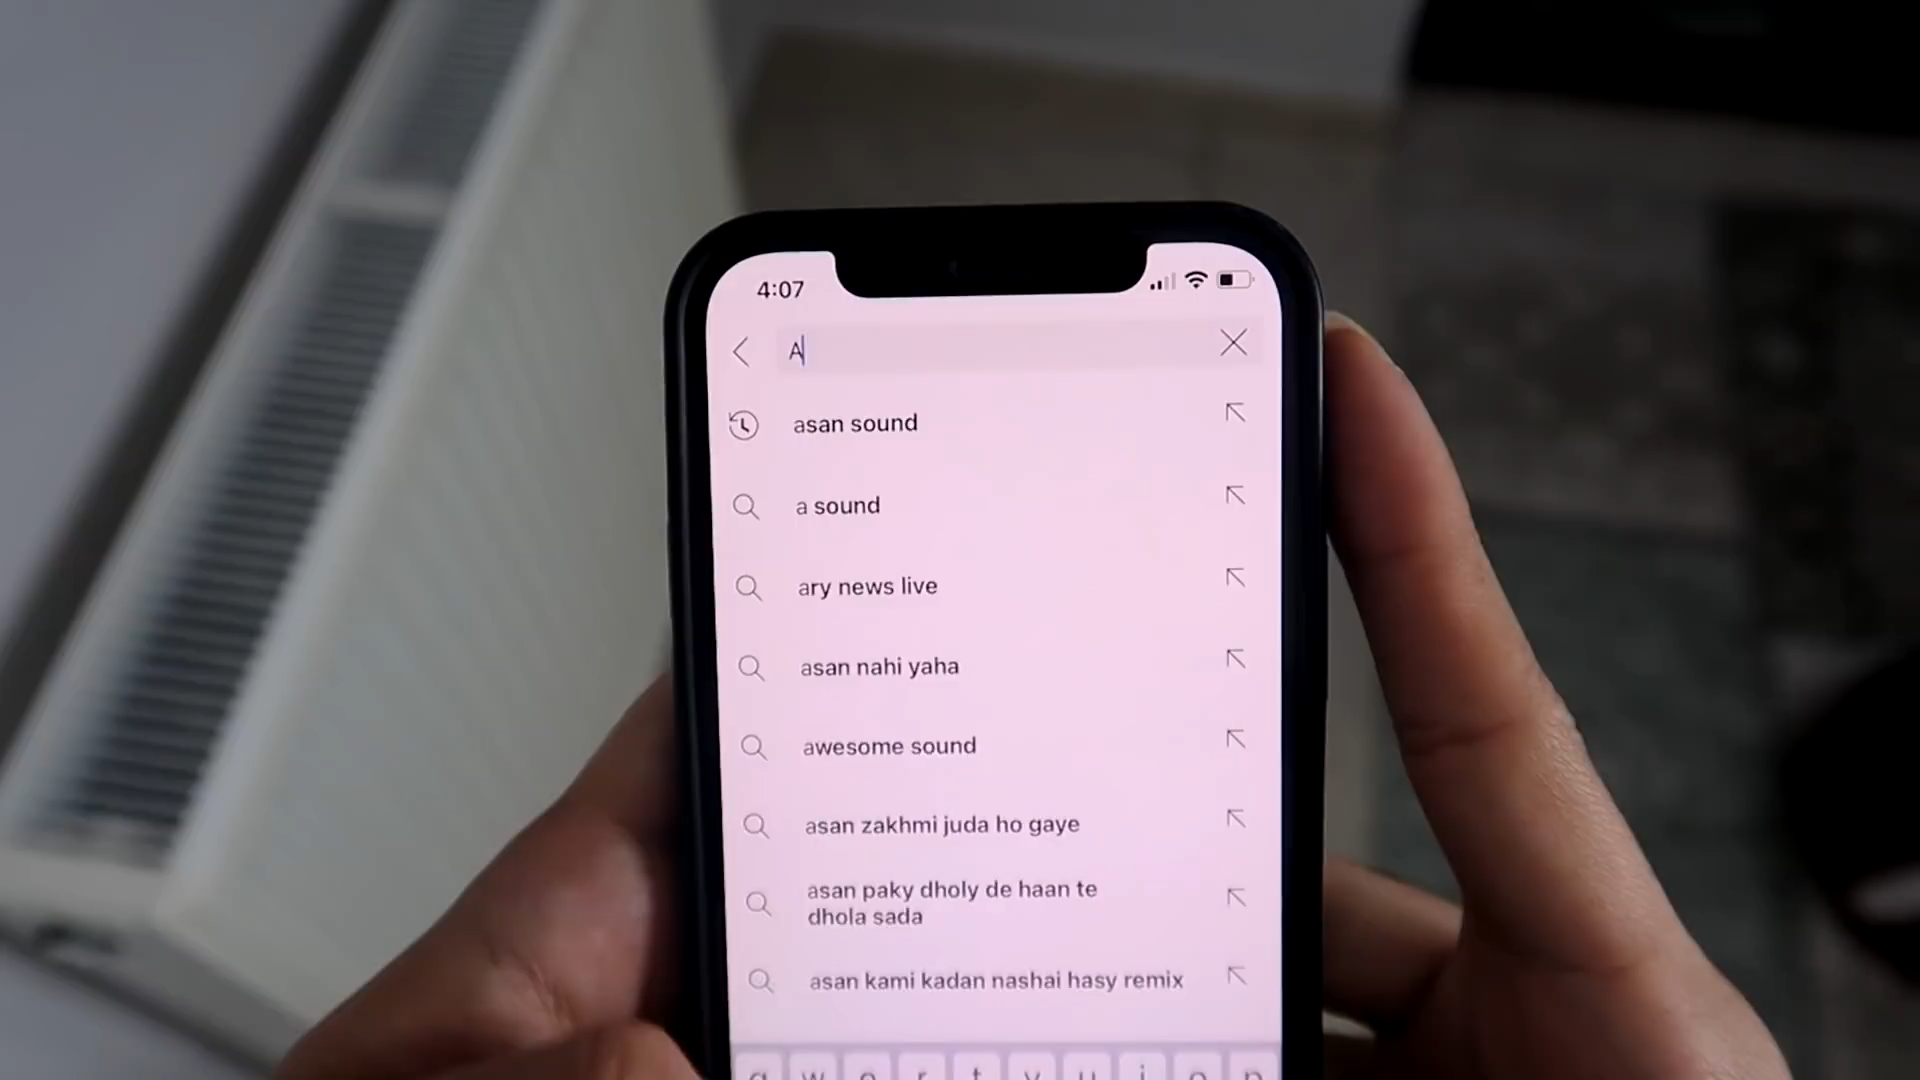 4:07
A
asan sound
a sound
ary news live
asan nahi yaha
awesome sound
asan zakhmi juda ho gaye
asan paky dholy de haan te
dhola sada
asan kami kadan nashai hasy remix
q w e r t y u i o p